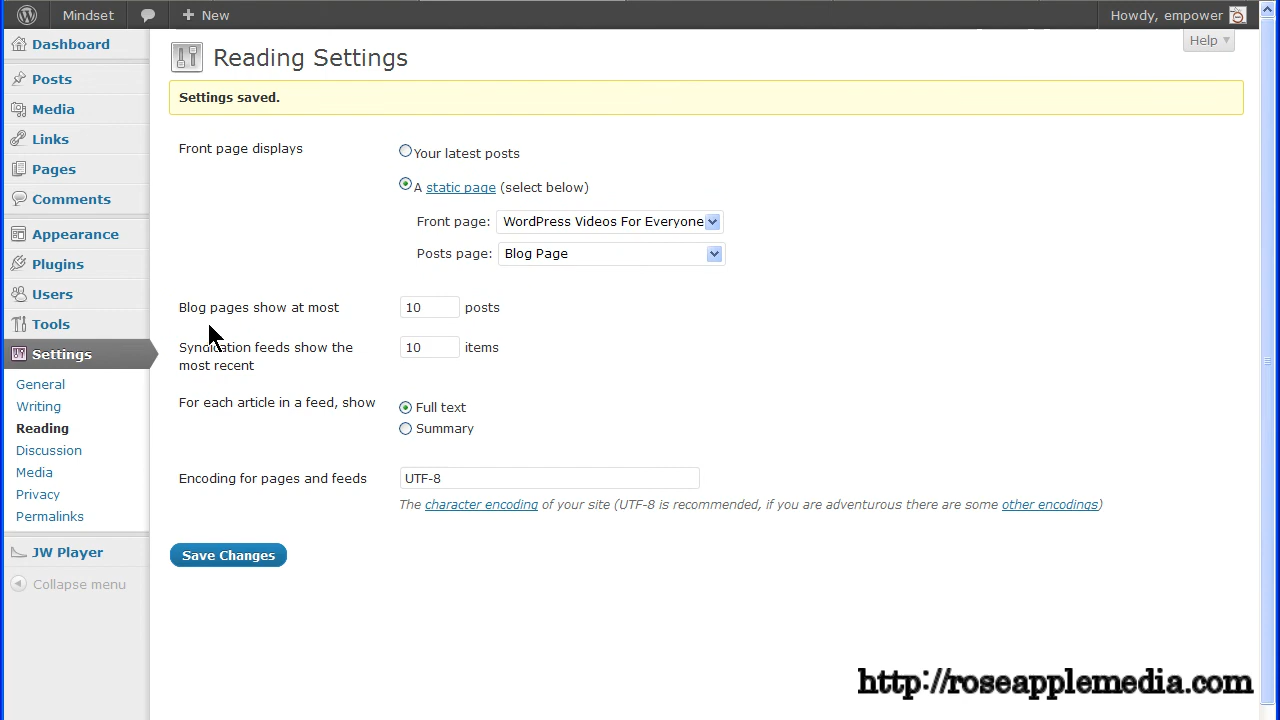 Mindset
New
Howdy, empower
Help
Dashboard
Posts
Media
Links
Pages
Comments
Appearance
Plugins
Users
Tools
Settings
General
Writing
Reading
Discussion
Media
Privacy
Permalinks
JW Player
Collapse menu
Reading Settings
Settings saved.
Front page displays
Your latest posts
A static page (select below)
Front page: WordPress Videos For Everyone
Posts page: Blog Page
Blog pages show at most 10 posts
Syndication feeds show the 10 items
most recent
For each article in a feed, show
Full text
Summary
Encoding for pages and feeds UTF-8
The character encoding of your site (UTF-8 is recommended, if you are adventurous there are some other encodings)
Save Changes
http://roseapplemedia.com